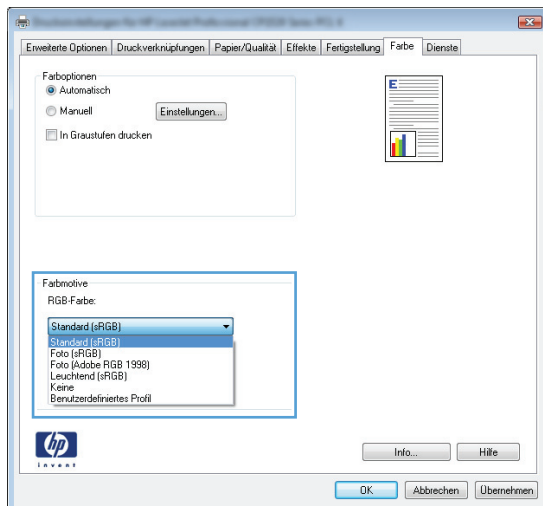 Erweiterte Optionen Druckverknüpfungen Papier/Qualität Effekte Fertigstellung Farbe Dienste
Farboptionen
Automatisch
Manuell Einstellungen...
In Graustufen drucken
E
Farbmotive
RGB-Farbe:
Standard (sRGB)
Standard (sRGB)
Foto (sRGB)
Foto (Adobe RGB 1998)
Leuchtend (sRGB)
Keine
Benutzerdefiniertes Profil
hp
invent
Info... Hilfe
OK Abbrechen Übernehmen